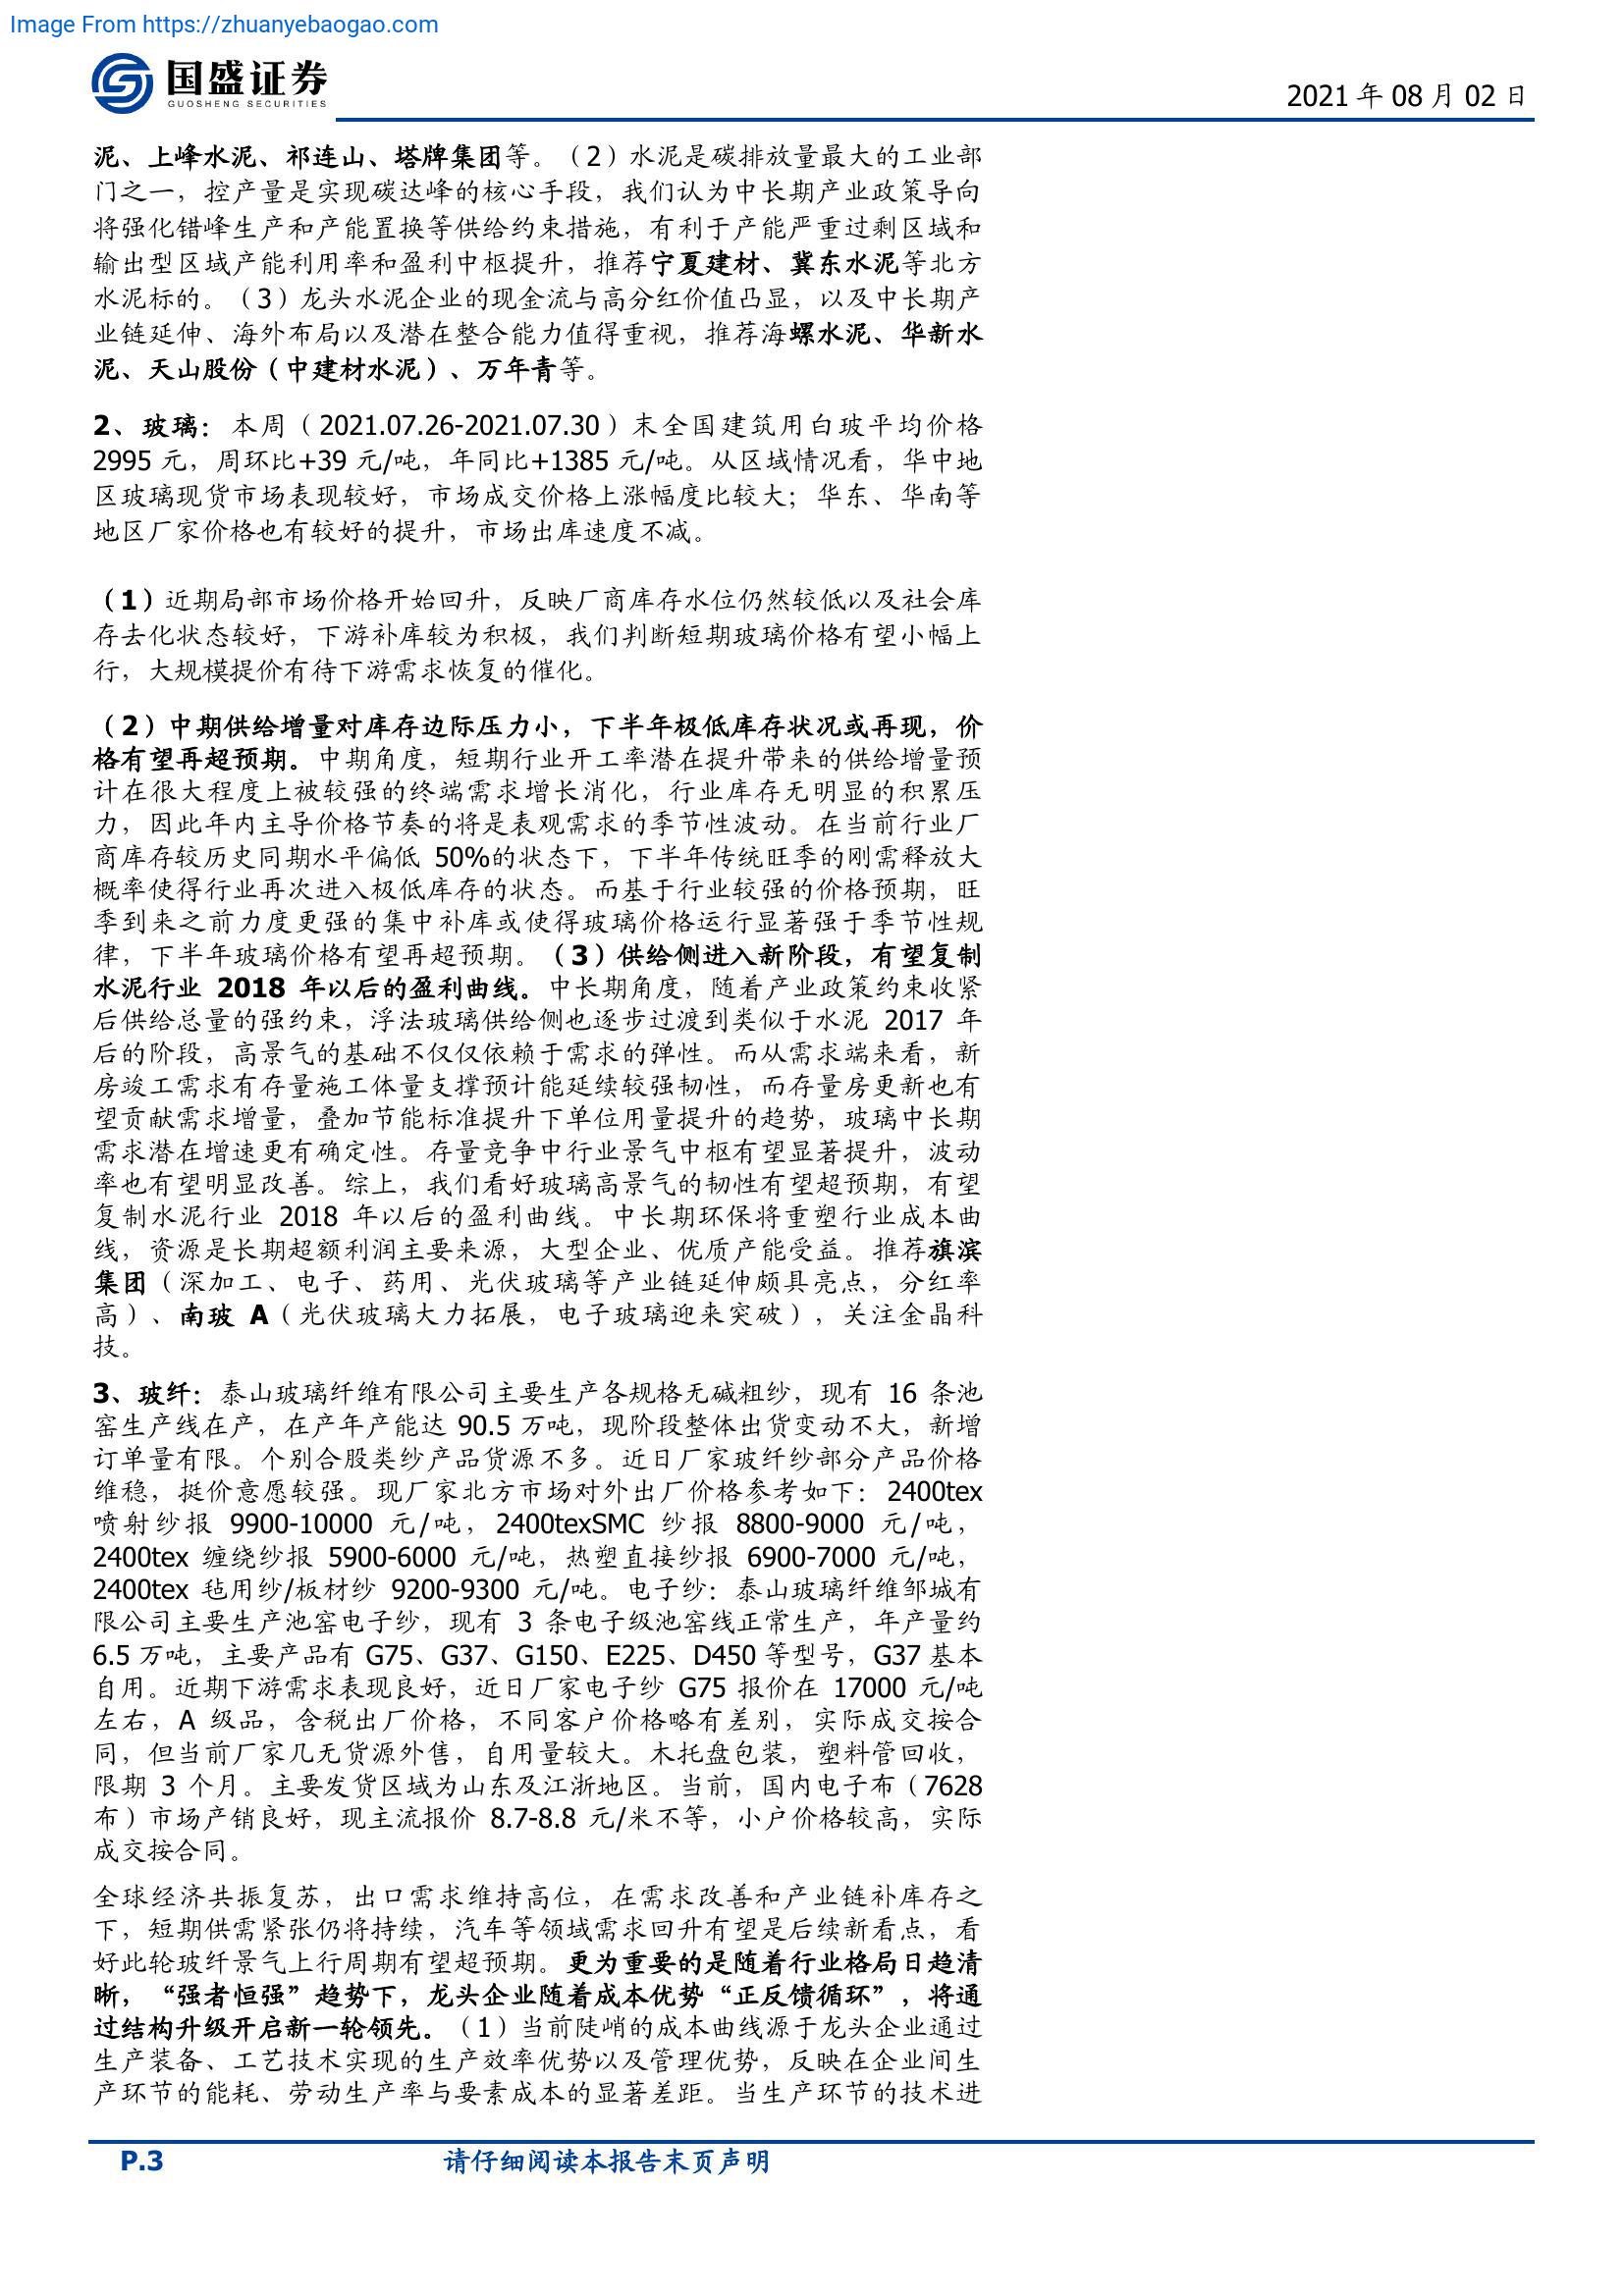 Image From https://zhuanyebaogao.com
国盛证券
GUOSHENG SECURITIES
2021 年 08 月 02 日
泥、上峰水泥、祁连山、塔牌集团等。（2）水泥是碳排放量最大的工业部
门之一，控产量是实现碳达峰的核心手段，我们认为中长期产业政策导向
将强化错峰生产和产能置换等供给约束措施，有利于产能严重过剩区域和
输出型区域产能利用率和盈利中枢提升，推荐宁夏建材、冀东水泥等北方
水泥标的。（3）龙头水泥企业的现金流与高分红价值凸显，以及中长期产
业链延伸、海外布局以及潜在整合能力值得重视，推荐海螺水泥、华新水
泥、天山股份（中建材水泥）、万年青等。
2、玻璃：本周（2021.07.26-2021.07.30）末全国建筑用白玻平均价格
2995 元，周环比+39 元/吨，年同比+1385 元/吨。从区域情况看，华中地
区玻璃现货市场表现较好，市场成交价格上涨幅度比较大；华东、华南等
地区厂家价格也有较好的提升，市场出库速度不减。
（1）近期局部市场价格开始回升，反映厂商库存水位仍然较低以及社会库
存去化状态较好，下游补库较为积极，我们判断短期玻璃价格有望小幅上
行，大规模提价有待下游需求恢复的催化。
（2）中期供给增量对库存边际压力小，下半年极低库存状况或再现，价
格有望再超预期。中期角度，短期行业开工率潜在提升带来的供给增量预
计在很大程度上被较强的终端需求增长消化，行业库存无明显的积累压
力，因此年内主导价格节奏的将是表观需求的季节性波动。在当前行业厂
商库存较历史同期水平偏低 50%的状态下，下半年传统旺季的刚需释放大
概率使得行业再次进入极低库存的状态。而基于行业较强的价格预期，旺
季到来之前力度更强的集中补库或使得玻璃价格运行显著强于季节性规
律，下半年玻璃价格有望再超预期。（3）供给侧进入新阶段，有望复制
水泥行业 2018 年以后的盈利曲线。中长期角度，随着产业政策约束收紧
后供给总量的强约束，浮法玻璃供给侧也逐步过渡到类似于水泥 2017 年
后的阶段，高景气的基础不仅仅依赖于需求的弹性。而从需求端来看，新
房竣工需求有存量施工体量支撑预计能延续较强韧性，而存量房更新也有
望贡献需求增量，叠加节能标准提升下单位用量提升的趋势，玻璃中长期
需求潜在增速更有确定性。存量竞争中行业景气中枢有望显著提升，波动
率也有望明显改善。综上，我们看好玻璃高景气的韧性有望超预期，有望
复制水泥行业 2018 年以后的盈利曲线。中长期环保将重塑行业成本曲
线，资源是长期超额利润主要来源，大型企业、优质产能受益。推荐旗滨
集团（深加工、电子、药用、光伏玻璃等产业链延伸颇具亮点，分红率
高）、南玻 A（光伏玻璃大力拓展，电子玻璃迎来突破），关注金晶科
技。
3、玻纤：泰山玻璃纤维有限公司主要生产各规格无碱粗纱，现有 16 条池
窑生产线在产，在产年产能达 90.5 万吨，现阶段整体出货变动不大，新增
订单量有限。个别合股类纱产品货源不多。近日厂家玻纤纱部分产品价格
维稳，挺价意愿较强。现厂家北方市场对外出厂价格参考如下：2400tex
喷射纱报 9900-10000 元/吨，2400texSMC 纱报 8800-9000 元/吨，
2400tex 缠绕纱报 5900-6000 元/吨，热塑直接纱报 6900-7000 元/吨，
2400tex 毡用纱/板材纱 9200-9300 元/吨。电子纱：泰山玻璃纤维邹城有
限公司主要生产池窑电子纱，现有 3 条电子级池窑线正常生产，年产量约
6.5 万吨，主要产品有 G75、G37、G150、E225、D450 等型号，G37 基本
自用。近期下游需求表现良好，近日厂家电子纱 G75 报价在 17000 元/吨
左右，A 级品，含税出厂价格，不同客户价格略有差别，实际成交按合
同，但当前厂家几无货源外售，自用量较大。木托盘包装，塑料管回收，
限期 3 个月。主要发货区域为山东及江浙地区。当前，国内电子布（7628
布）市场产销良好，现主流报价 8.7-8.8 元/米不等，小户价格较高，实际
成交按合同。
全球经济共振复苏，出口需求维持高位，在需求改善和产业链补库存之
下，短期供需紧张仍将持续，汽车等领域需求回升有望是后续新看点，看
好此轮玻纤景气上行周期有望超预期。更为重要的是随着行业格局日趋清
晰，“强者恒强”趋势下，龙头企业随着成本优势“正反馈循环”，将通
过结构升级开启新一轮领先。（1）当前陡峭的成本曲线源于龙头企业通过
生产装备、工艺技术实现的生产效率优势以及管理优势，反映在企业间生
产环节的能耗、劳动生产率与要素成本的显著差距。当生产环节的技术进
P.3
请仔细阅读本报告末页声明